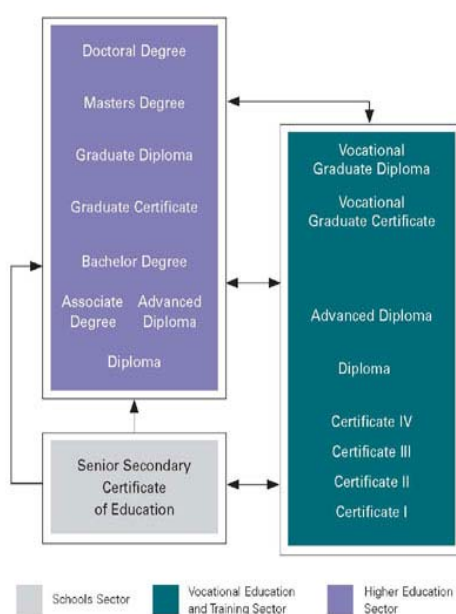 Doctoral Degree
Masters Degree
Graduate Diploma
Graduate Certificate
Bachelor Degree
Associate Degree
Advanced Diploma
Diploma
Vocational
Graduate Diploma
Vocational
Graduate Certificate
Advanced Diploma
Diploma
Certificate IV
Certificate III
Certificate II
Certificate I
Senior Secondary
Certificate
of Education
Schools Sector
Vocational Education
and Training Sector
Higher Education
Sector